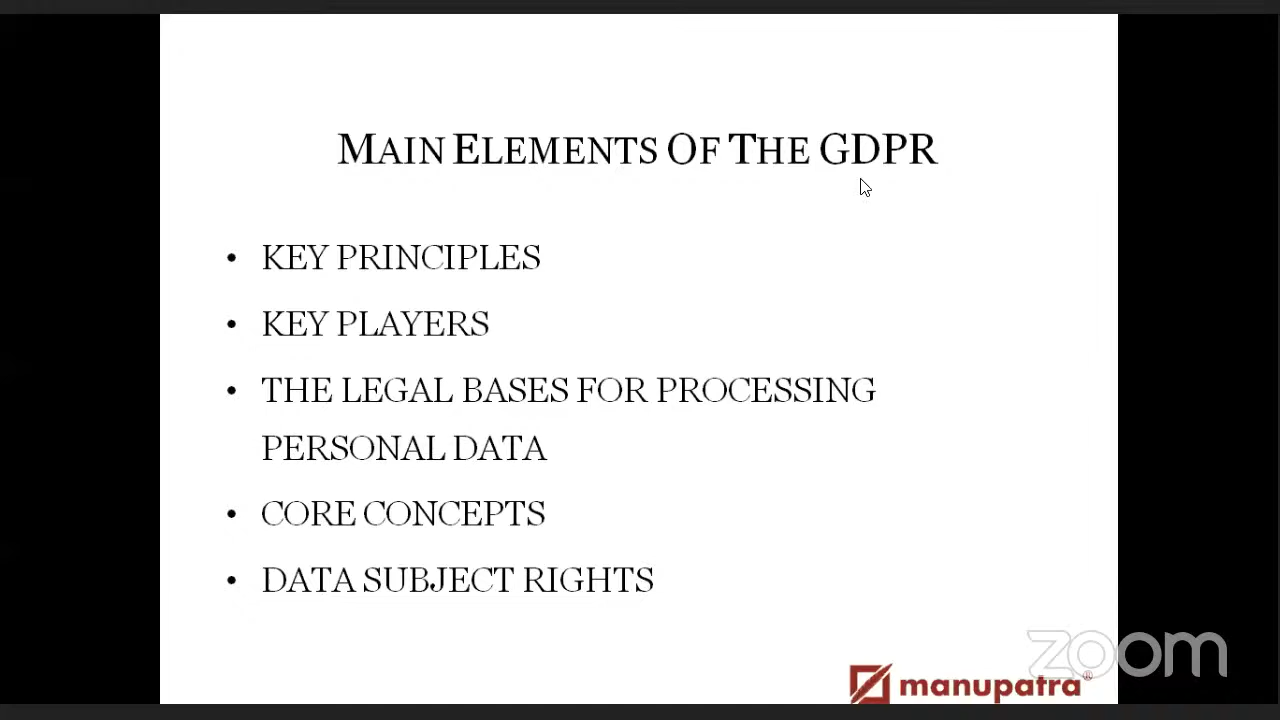 MAIN ELEMENTS OF THE GDPR
• KEY PRINCIPLES
• KEY PLAYERS
• THE LEGAL BASES FOR PROCESSING
PERSONAL DATA
• CORE CONCEPTS
• DATA SUBJECT RIGHTS
zoom
manupatra®